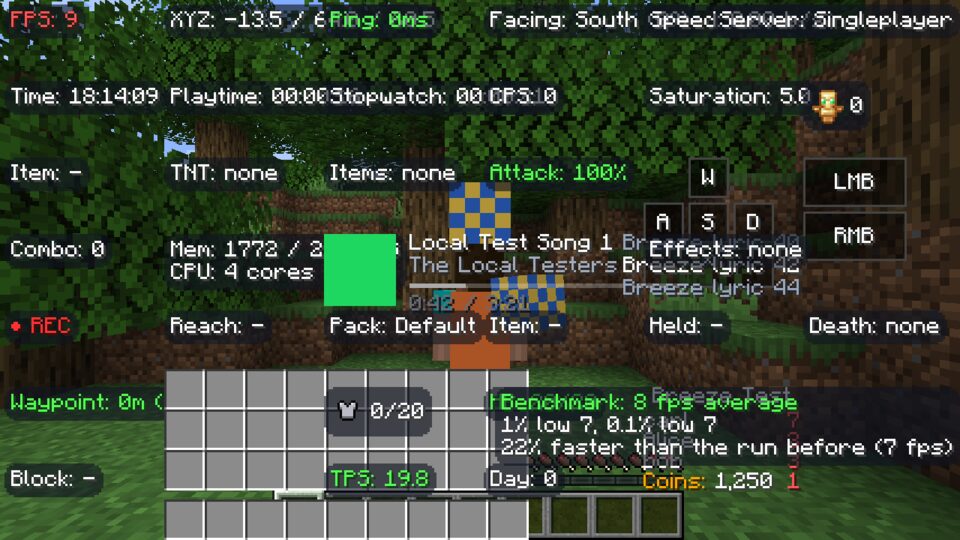 FPS: 9
XYZ: -13.5 / 6
Ping: 0ms
Facing: South
Speed
Server: Singleplayer
Time: 18:14:09
Playtime: 00:00
Stopwatch: 00:
CPS: 0
Saturation: 5.0
0
Item: -
TNT: none
Items: none
Attack: 100%
W
LMB
A
S
D
RMB
Combo: 0
Mem: 1772 / 2
CPU: 4 cores
Local Test Song 1
The Local Testers
0:42 / 3:21
Effects: none
Breeze lyric 42
Breeze lyric 44
REC
Reach: -
Pack: Default
Item: -
Held: -
Death: none
Waypoint: 0m (
0/20
Breeze Test
Benchmark: 8 fps average
1% low 7, 0.1% low 7
22% faster than the run before (7 fps)
Block: -
TPS: 19.8
Day: 0
Coins: 1,250
1